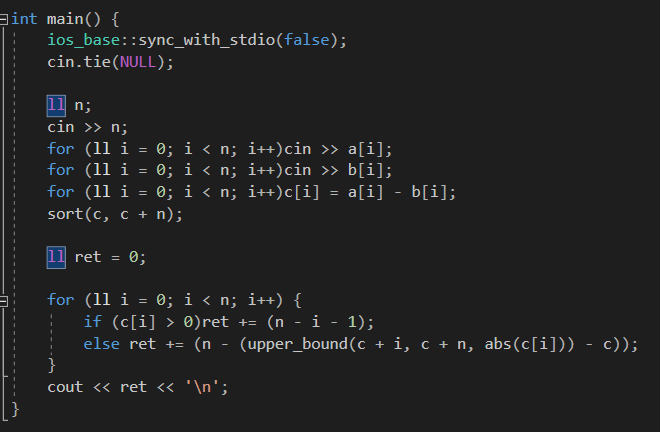 int main() {
    ios_base::sync_with_stdio(false);
    cin.tie(NULL);
    ll n;
    cin >> n;
    for (ll i = 0; i < n; i++)cin >> a[i];
    for (ll i = 0; i < n; i++)cin >> b[i];
    for (ll i = 0; i < n; i++)c[i] = a[i] - b[i];
    sort(c, c + n);
    ll ret = 0;
    for (ll i = 0; i < n; i++) {
        if (c[i] > 0)ret += (n - i - 1);
        else ret += (n - (upper_bound(c + i, c + n, abs(c[i])) - c));
    }
    cout << ret << '\n';
}